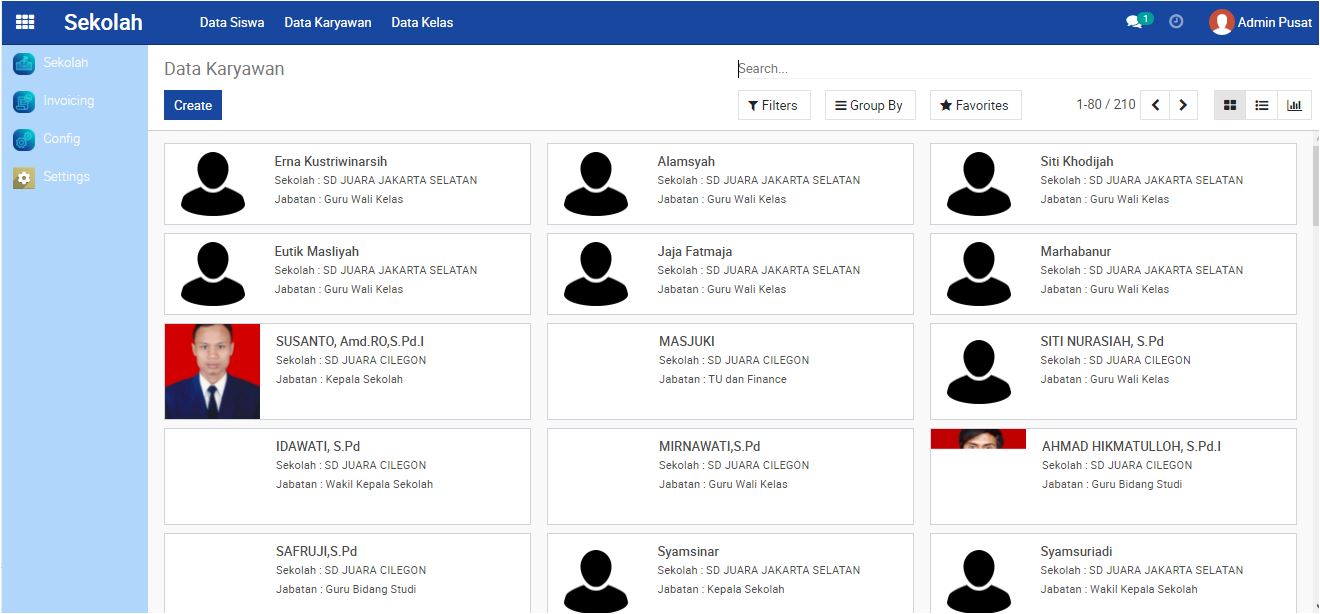 Sekolah Data Siswa Data Karyawan Data Kelas 1 Admin Pusat
Sekolah
Invoicing
Config
Settings
Data Karyawan
Search...
Create
Filters Group By Favorites 1-80 / 210
Erna Kustriwinarsih
Sekolah : SD JUARA JAKARTA SELATAN
Jabatan : Guru Wali Kelas
Alamsyah
Sekolah : SD JUARA JAKARTA SELATAN
Jabatan : Guru Wali Kelas
Siti Khodijah
Sekolah : SD JUARA JAKARTA SELATAN
Jabatan : Guru Wali Kelas
Eutik Masliyah
Sekolah : SD JUARA JAKARTA SELATAN
Jabatan : Guru Wali Kelas
Jaja Fatmaja
Sekolah : SD JUARA JAKARTA SELATAN
Jabatan : Guru Wali Kelas
Marhabanur
Sekolah : SD JUARA JAKARTA SELATAN
Jabatan : Guru Wali Kelas
SUSANTO, Amd.RO,S.Pd.I
Sekolah : SD JUARA CILEGON
Jabatan : Kepala Sekolah
MASJUKI
Sekolah : SD JUARA CILEGON
Jabatan : TU dan Finance
SITI NURASIAH, S.Pd
Sekolah : SD JUARA CILEGON
Jabatan : Guru Wali Kelas
IDAWATI, S.Pd
Sekolah : SD JUARA CILEGON
Jabatan : Wakil Kepala Sekolah
MIRNAWATI,S.Pd
Sekolah : SD JUARA CILEGON
Jabatan : Guru Wali Kelas
AHMAD HIKMATULLOH, S.Pd.I
Sekolah : SD JUARA CILEGON
Jabatan : Guru Bidang Studi
SAFRUJI,S.Pd
Sekolah : SD JUARA CILEGON
Jabatan : Guru Bidang Studi
Syamsinar
Sekolah : SD JUARA JAKARTA SELATAN
Jabatan : Kepala Sekolah
Syamsuriadi
Sekolah : SD JUARA JAKARTA SELATAN
Jabatan : Wakil Kepala Sekolah